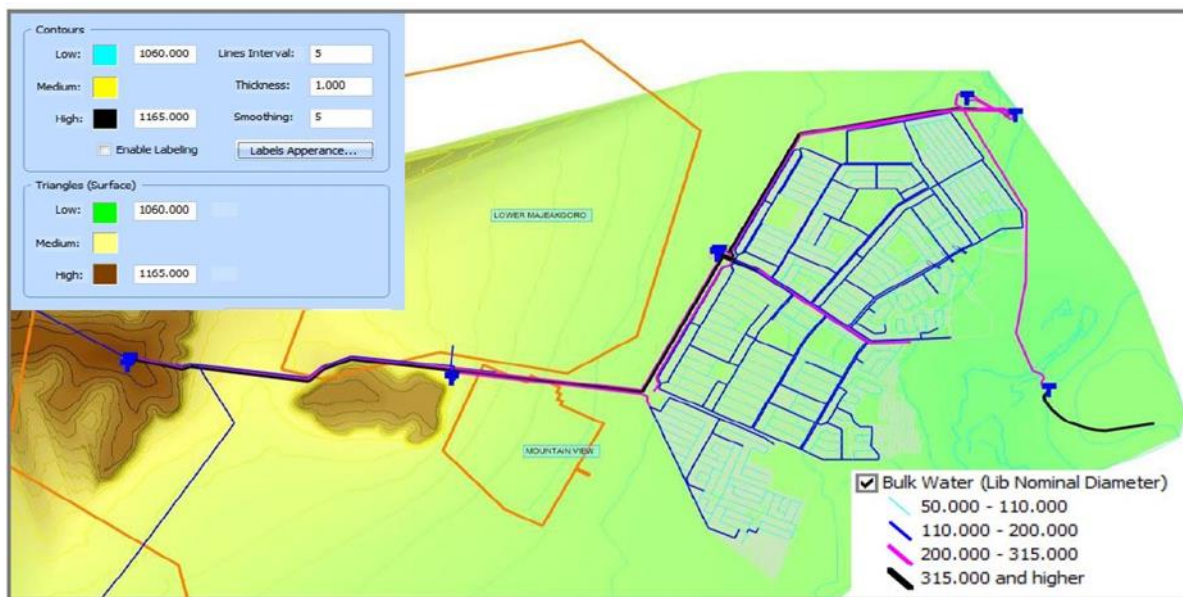 Contours
Low: 1060.000 Lines Interval: 5
Medium: Thickness: 1.000
High: 1165.000 Smoothing: 5
Enable Labeling Labels Apperance...
Triangles (Surface)
Low: 1060.000
Medium:
High: 1165.000
LOWER MAJEAKGORO
MOUNTAIN VIEW
Bulk Water (Lib Nominal Diameter)
50.000 - 110.000
110.000 - 200.000
200.000 - 315.000
315.000 and higher